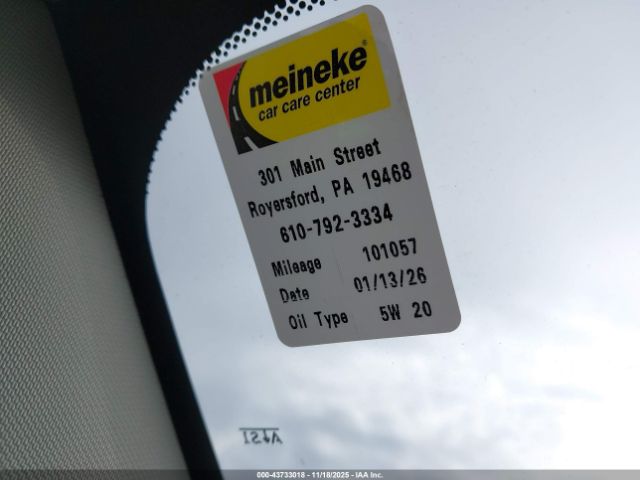 meineke®
car care center
301 Main Street
Royersford, PA 19468
610-792-3334
Mileage 101057
Date 01/13/26
Oil Type 5W 20
AS1
000-43733018 - 11/18/2025 - IAA Inc.